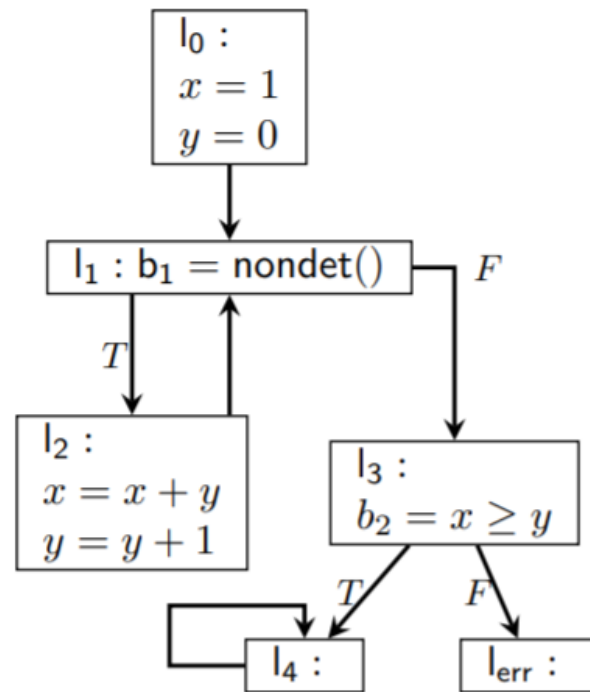 l₀ :
x = 1
y = 0
l₁ : b₁ = nondet()
F
T
l₂ :
x = x + y
y = y + 1
l₃ :
b₂ = x ≥ y
T
F
l₄ :
l_err :